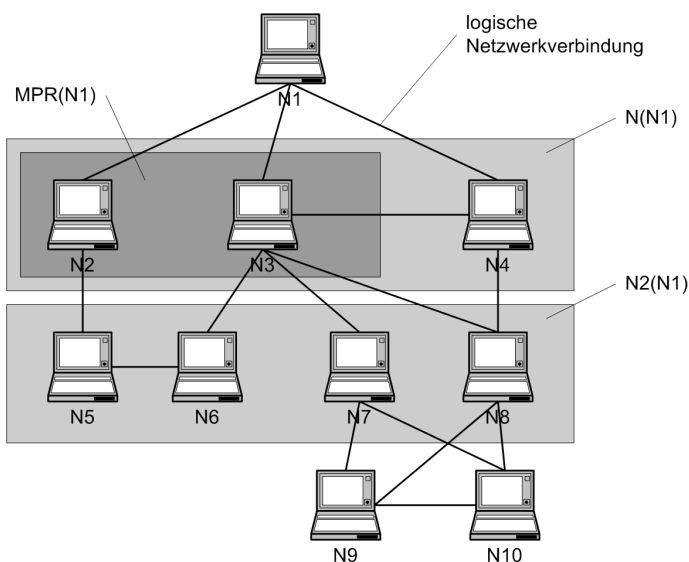 logische
Netzwerkverbindung
MPR(N1)
N1
N(N1)
N2
N3
N4
N2(N1)
N5
N6
N7
N8
N9
N10